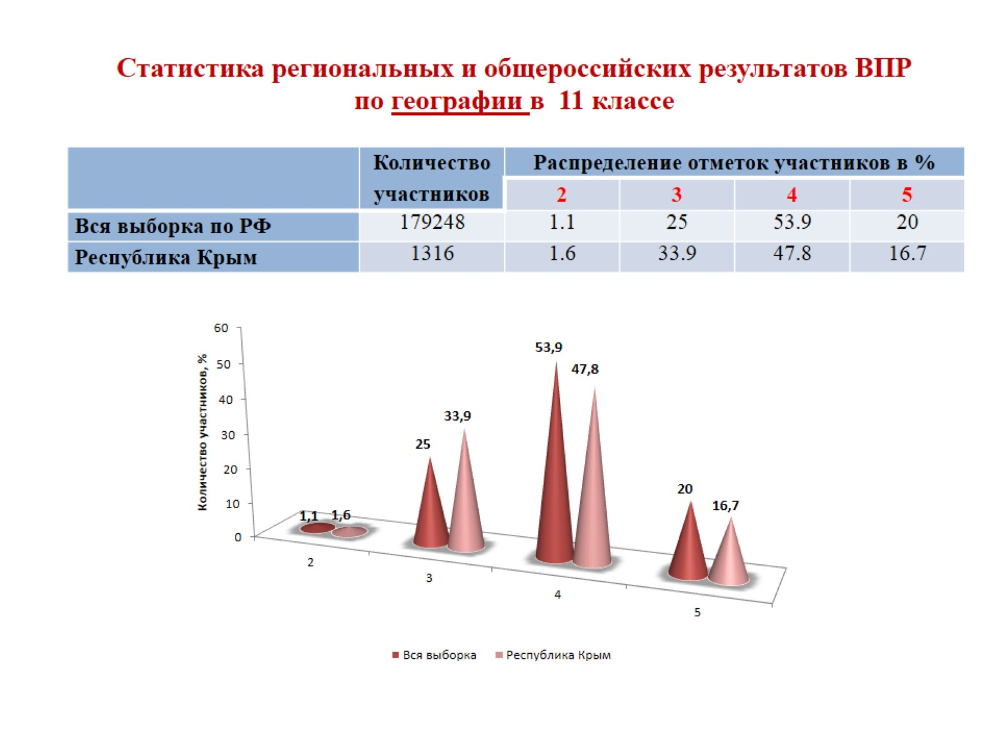 Статистика региональных и общероссийских результатов ВПР
по географии в 11 классе
Количество участников
Распределение отметок участников в %
2 3 4 5
Вся выборка по РФ 179248 1.1 25 53.9 20
Республика Крым 1316 1.6 33.9 47.8 16.7
Количество участников, %
60
50
40
30
20
10
0
1,1 1,6
25
33,9
53,9
47,8
20
16,7
2
3
4
5
Вся выборка Республика Крым